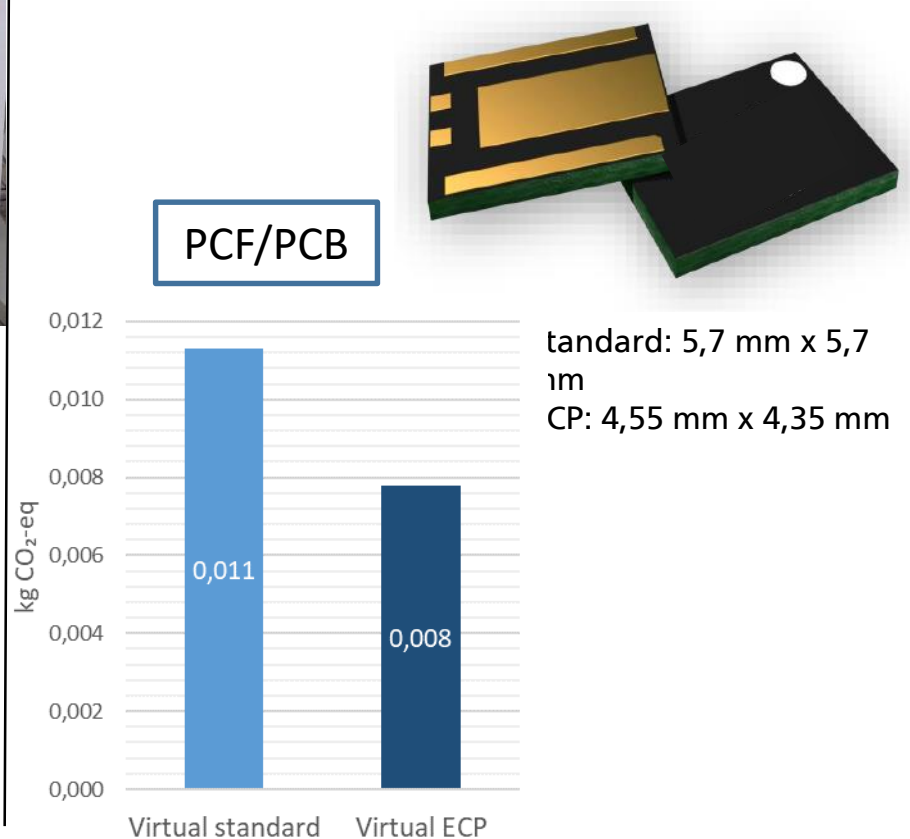 PCF/PCB
tandard: 5,7 mm x 5,7
CP: 4,55 mm x 4,35 mm
kg CO₂-eq
0,012
0,010
0,008
0,006
0,004
0,002
0,000
0,011
0,008
Virtual standard Virtual ECP